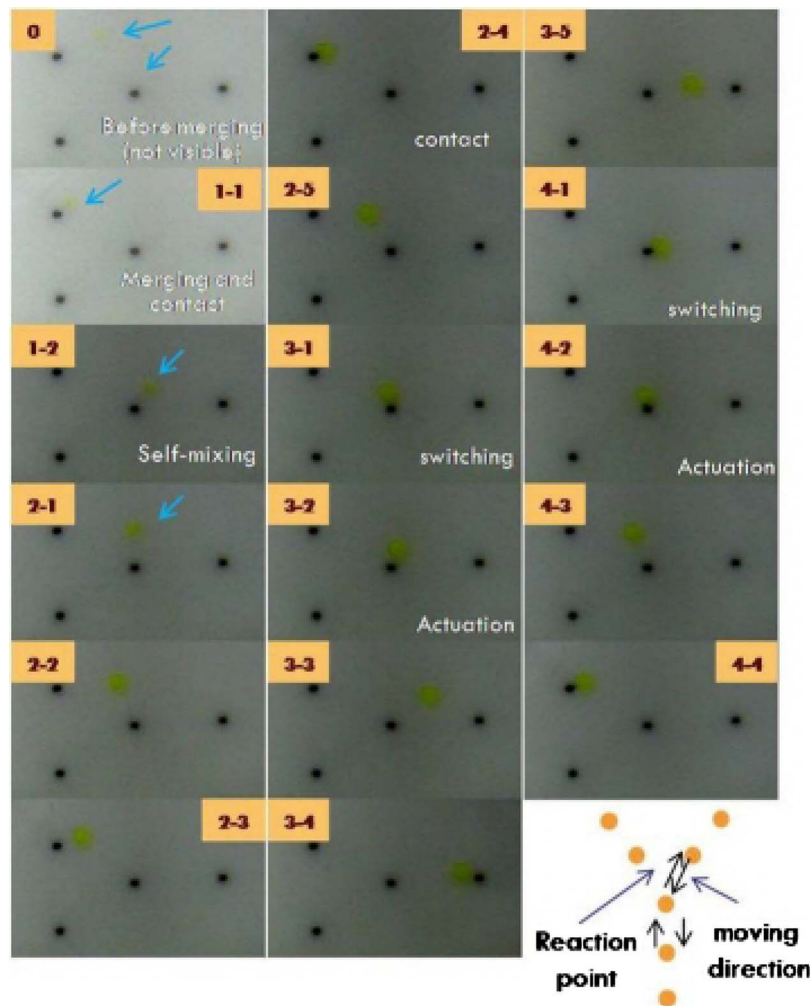 0
Before merging
(not visible)
1-1
Merging and
contact
1-2
Self-mixing
2-1
2-2
2-3
2-4
contact
2-5
3-1
switching
3-2
Actuation
3-3
3-4
3-5
4-1
switching
4-2
Actuation
4-3
4-4
Reaction
point
moving
direction